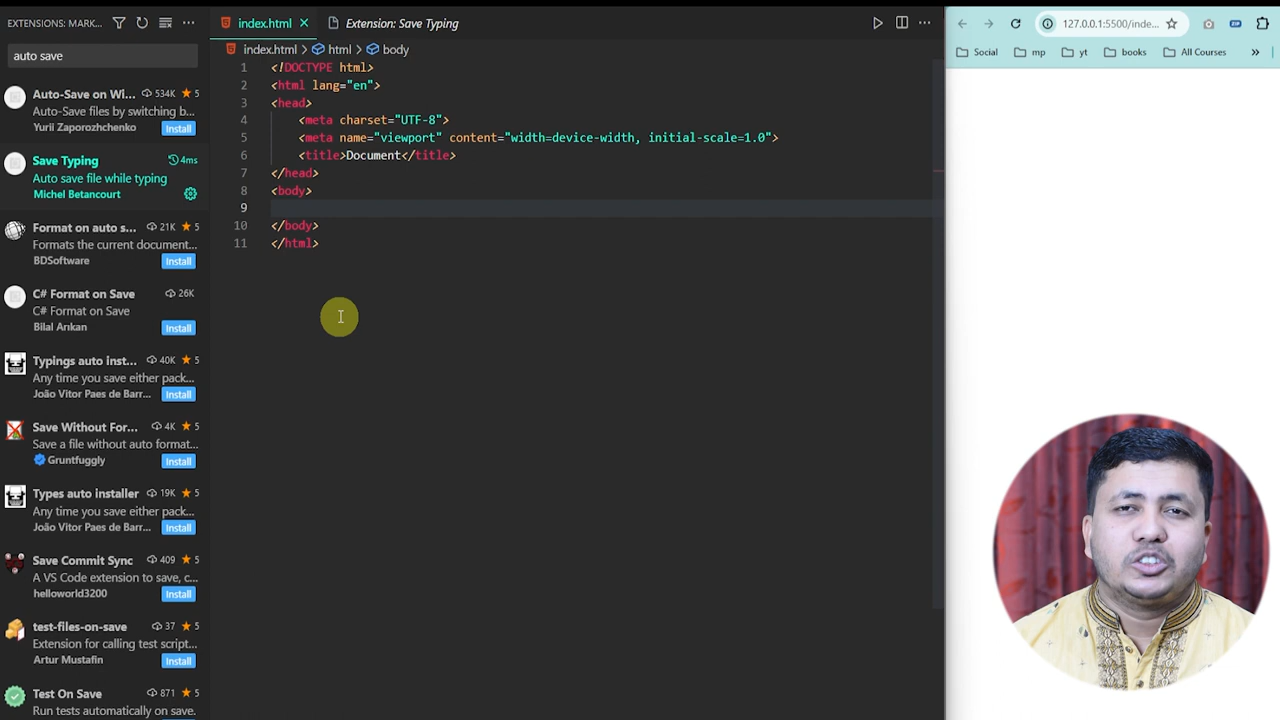 EXTENSIONS: MARK...
auto save
Auto-Save on Wi... 534K 5
Auto-Save files by switching b...
Yurii Zaporozhchenko Install
Save Typing 4ms
Auto save file while typing
Michel Betancourt
Format on auto s... 21K 5
Formats the current document...
BDSoftware Install
C# Format on Save 26K
C# Format on Save
Bilal Arıkan Install
Typings auto inst... 40K 5
Any time you save either pack...
João Vitor Paes de Barr... Install
Save Without For... 4K 5
Save a file without auto format...
Gruntfuggly Install
Types auto installer 19K 5
Any time you save either pack...
João Vitor Paes de Barr... Install
Save Commit Sync 409 5
A VS Code extension to save, c...
helloworld3200 Install
test-files-on-save 37 5
Extension for calling test script...
Artur Mustafin Install
Test On Save 871 5
Run tests automatically on save.
index.html Extension: Save Typing
index.html > html > body
1 <!DOCTYPE html>
2 <html lang="en">
3 <head>
4 <meta charset="UTF-8">
5 <meta name="viewport" content="width=device-width, initial-scale=1.0">
6 <title>Document</title>
7 </head>
8 <body>
9
10 </body>
11 </html>
127.0.0.1:5500/inde...
ZIP
Social mp yt books All Courses